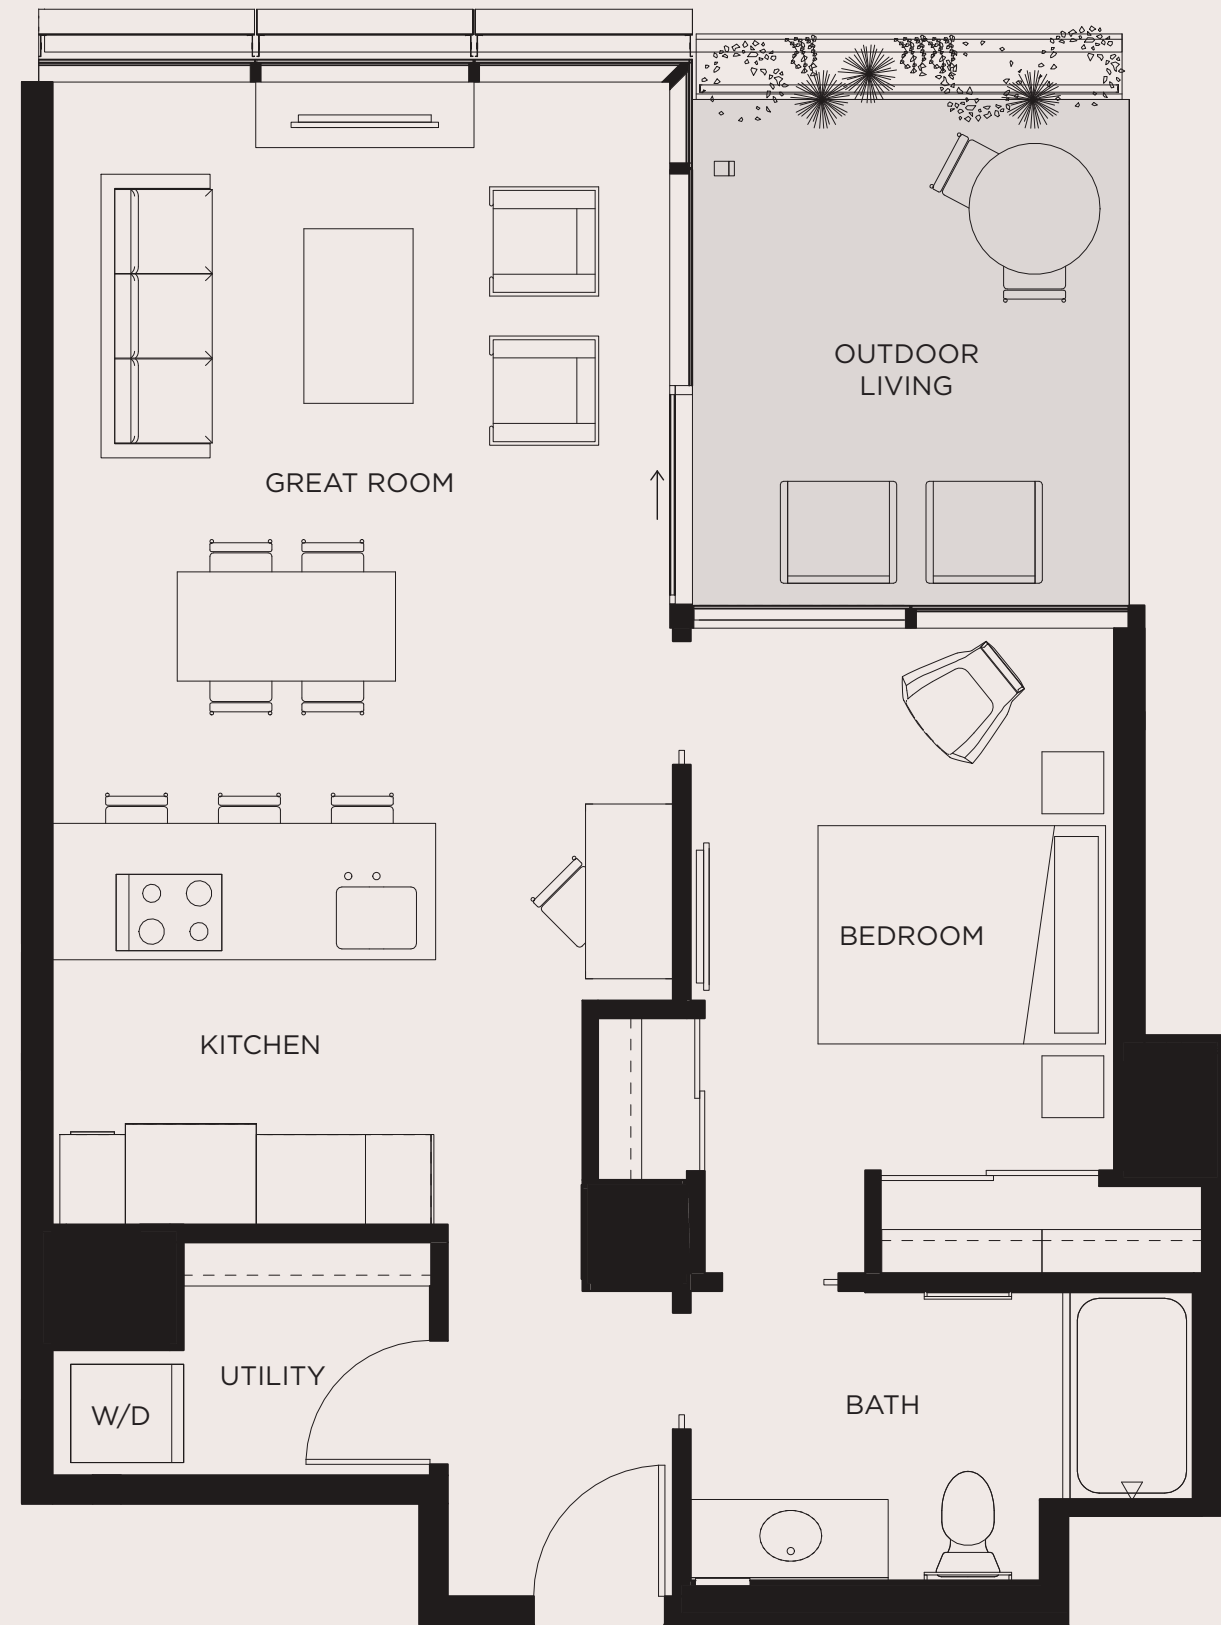 OUTDOOR
LIVING
GREAT ROOM
BEDROOM
KITCHEN
UTILITY
W/D
BATH